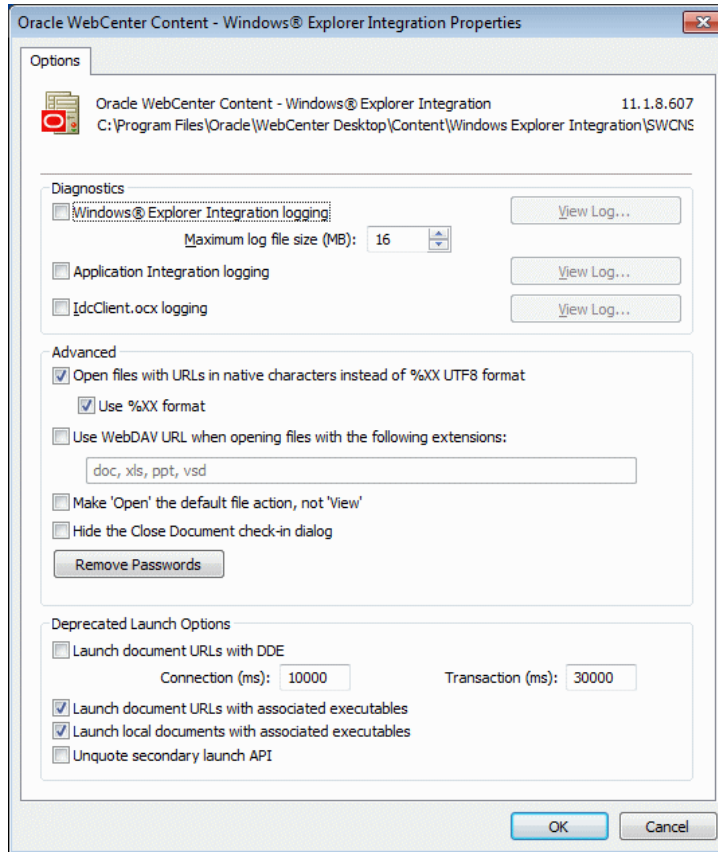 Oracle WebCenter Content - Windows® Explorer Integration Properties
Options
Oracle WebCenter Content - Windows® Explorer Integration 11.1.8.607
C:\Program Files\Oracle\WebCenter Desktop\Content\Windows Explorer Integration\SWCNS
Diagnostics
Windows® Explorer Integration logging View Log...
Maximum log file size (MB): 16
Application Integration logging View Log...
IdcClient.ocx logging View Log...
Advanced
Open files with URLs in native characters instead of %XX UTF8 format
Use %XX format
Use WebDAV URL when opening files with the following extensions:
doc, xls, ppt, vsd
Make 'Open' the default file action, not 'View'
Hide the Close Document check-in dialog
Remove Passwords
Deprecated Launch Options
Launch document URLs with DDE
Connection (ms): 10000 Transaction (ms): 30000
Launch document URLs with associated executables
Launch local documents with associated executables
Unquote secondary launch API
OK Cancel